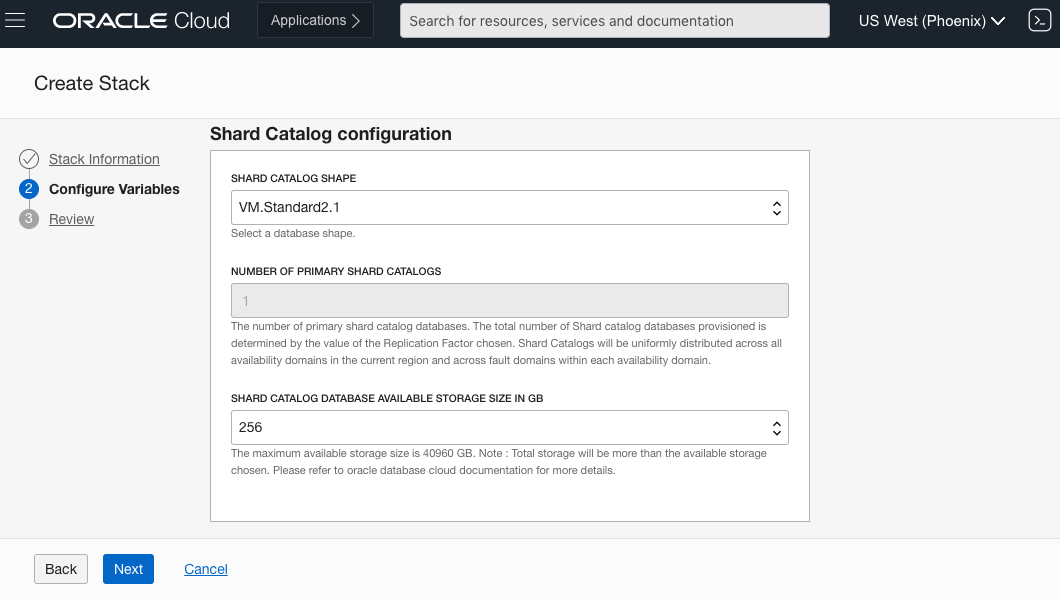 ORACLE Cloud
Applications
Search for resources, services and documentation
US West (Phoenix)
Create Stack
Stack Information
2 Configure Variables
3 Review
Shard Catalog configuration
SHARD CATALOG SHAPE
VM.Standard2.1
Select a database shape.
NUMBER OF PRIMARY SHARD CATALOGS
1
The number of primary shard catalog databases. The total number of Shard catalog databases provisioned is
determined by the value of the Replication Factor chosen. Shard Catalogs will be uniformly distributed across all
availability domains in the current region and across fault domains within each availability domain.
SHARD CATALOG DATABASE AVAILABLE STORAGE SIZE IN GB
256
The maximum available storage size is 40960 GB. Note : Total storage will be more than the available storage
chosen. Please refer to oracle database cloud documentation for more details.
Back
Next
Cancel